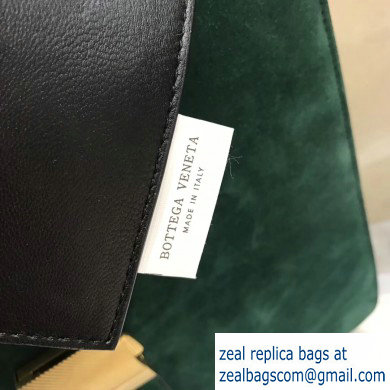 BOTTEGA VENETA
MADE IN ITALY
zeal replica bags at
zealbagscom@gmail.com